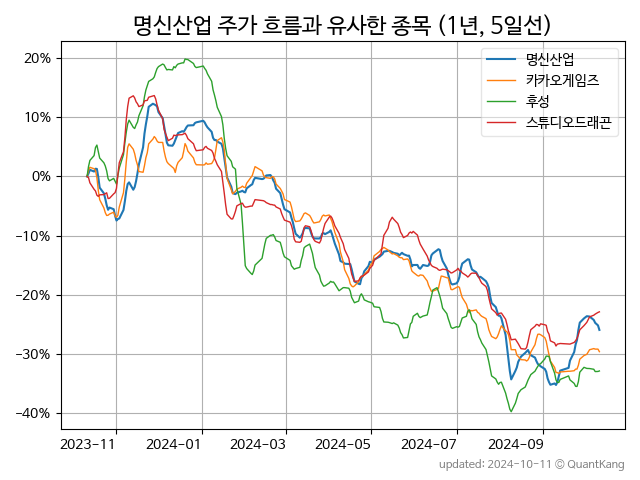 명신산업 주가 흐름과 유사한 종목 (1년, 5일선)
명신산업
카카오게임즈
후성
스튜디오드래곤
20%
10%
0%
−10%
−20%
−30%
−40%
2023-11 2024-01 2024-03 2024-05 2024-07 2024-09
updated: 2024-10-11 © QuantKang